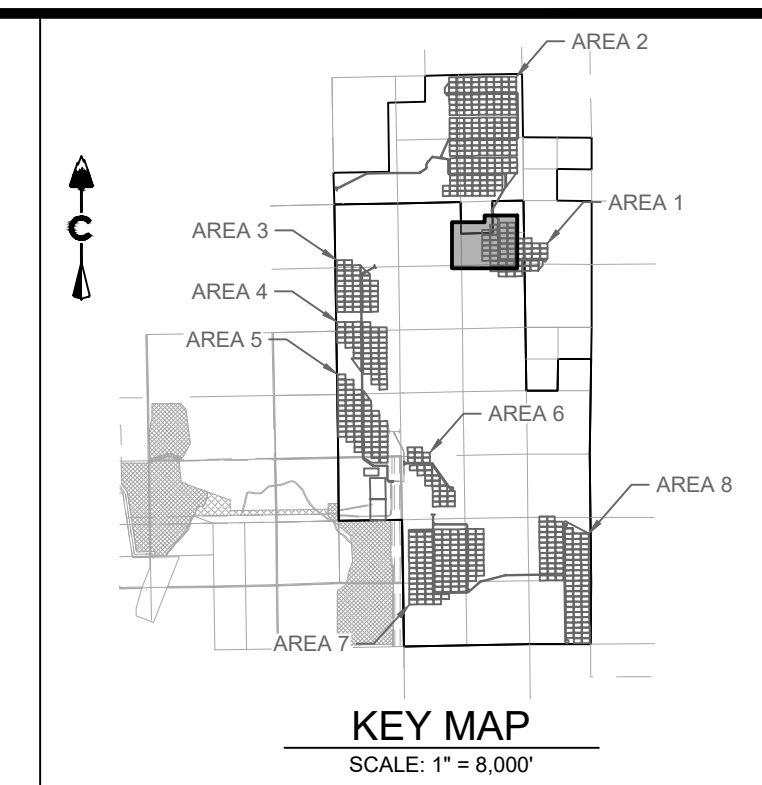 AREA 2
AREA 1
AREA 3
AREA 4
AREA 5
AREA 6
AREA 8
AREA 7
C
KEY MAP
SCALE: 1" = 8,000'